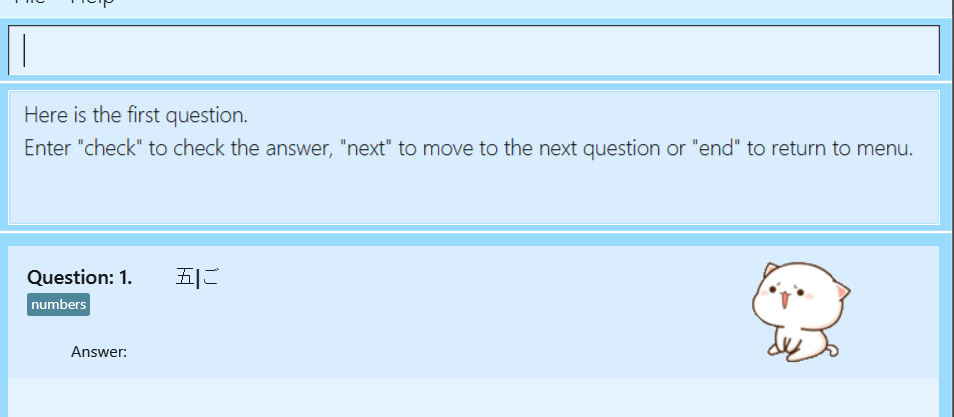 File Help
Here is the first question.
Enter "check" to check the answer, "next" to move to the next question or "end" to return to menu.
Question: 1. 五|ご
numbers
Answer: